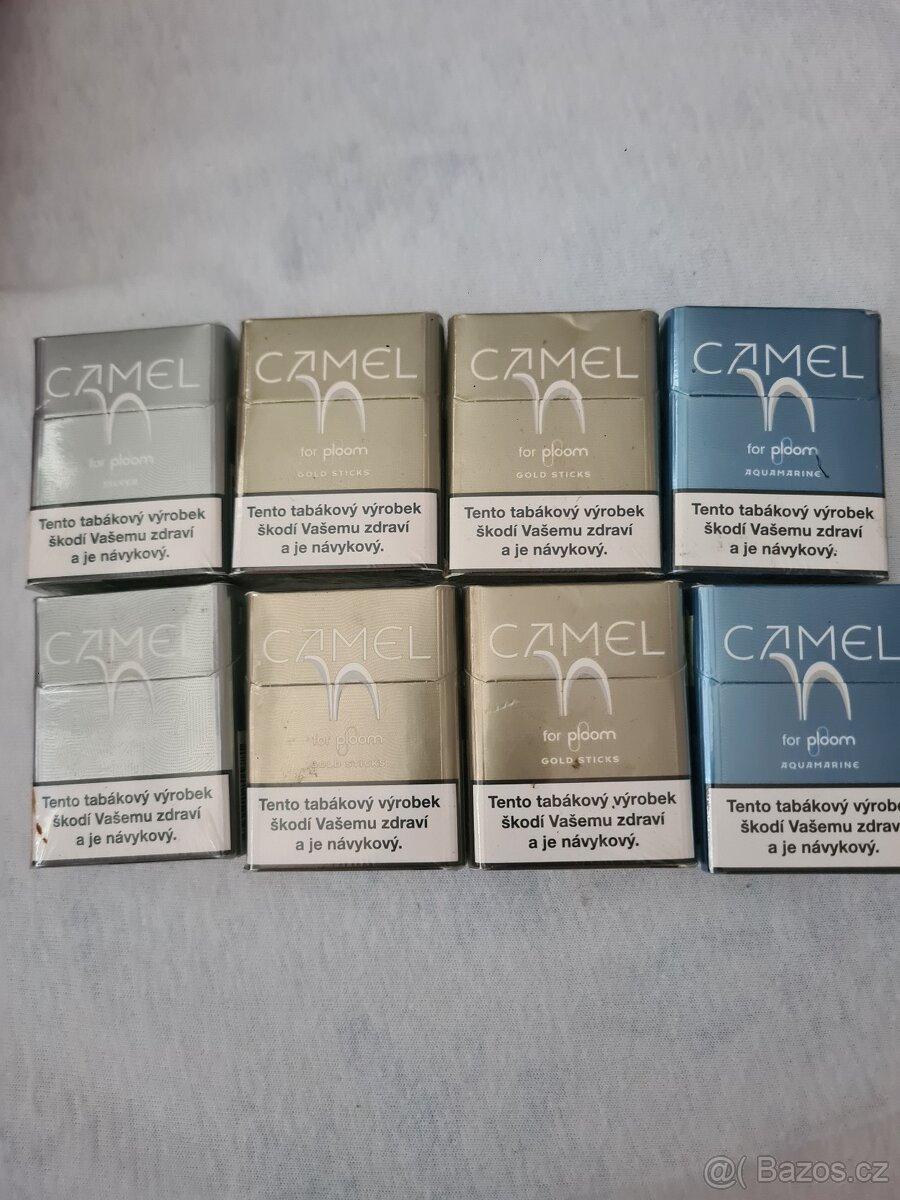 CAMEL
for ploom
SILVER
Tento tabákový výrobek
škodí Vašemu zdraví
a je návykový.
CAMEL
for ploom
GOLD STICKS
Tento tabákový výrobek
škodí Vašemu zdraví
a je návykový.
CAMEL
for ploom
GOLD STICKS
Tento tabákový výrobek
škodí Vašemu zdraví
a je návykový.
CAMEL
for ploom
AQUAMARINE
Tento tabákový výrobek
škodí Vašemu zdraví
a je návykový.
CAMEL
Tento tabákový výrobek
škodí Vašemu zdraví
a je návykový.
CAMEL
for ploom
GOLD STICKS
Tento tabákový výrobek
škodí Vašemu zdraví
a je návykový.
CAMEL
for ploom
GOLD STICKS
Tento tabákový výrobek
škodí Vašemu zdraví
a je návykový.
CAMEL
for ploom
AQUAMARINE
Tento tabákový výrobe
škodí Vašemu zdrav
a je návykový.
@( Bazos.cz